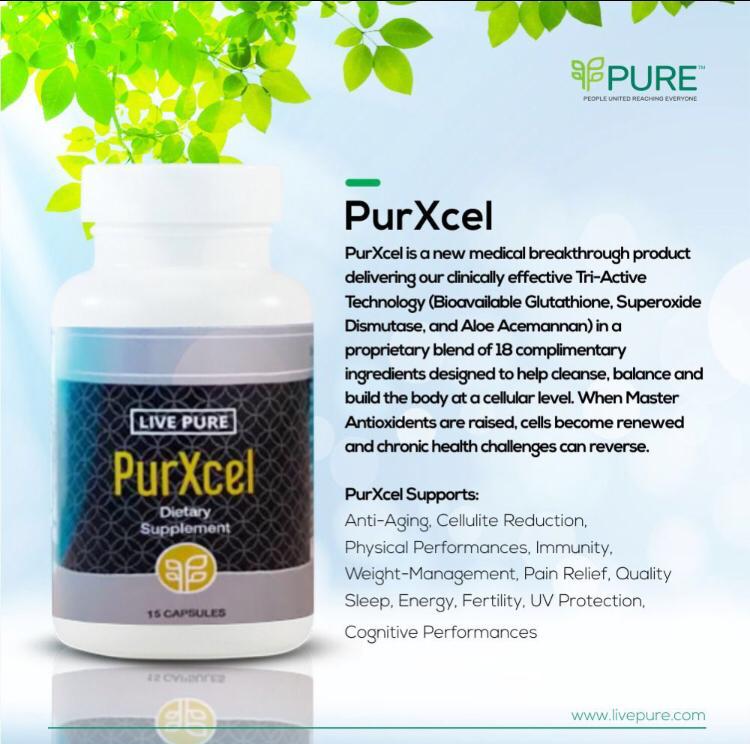 PURE™
PEOPLE UNITED REACHING EVERYONE
PurXcel
PurXcel is a new medical breakthrough product
delivering our clinically effective Tri-Active
Technology (Bioavailable Glutathione, Superoxide
Dismutase, and Aloe Acemannan) in a
proprietary blend of 18 complimentary
ingredients designed to help cleanse, balance and
build the body at a cellular level. When Master
Antioxidents are raised, cells become renewed
and chronic health challenges can reverse.
PurXcel Supports:
Anti-Aging, Cellulite Reduction,
Physical Performances, Immunity,
Weight-Management, Pain Relief, Quality
Sleep, Energy, Fertility, UV Protection,
Cognitive Performances
LIVE PURE
PurXcel
Dietary
Supplement
15 CAPSULES
www.livepure.com